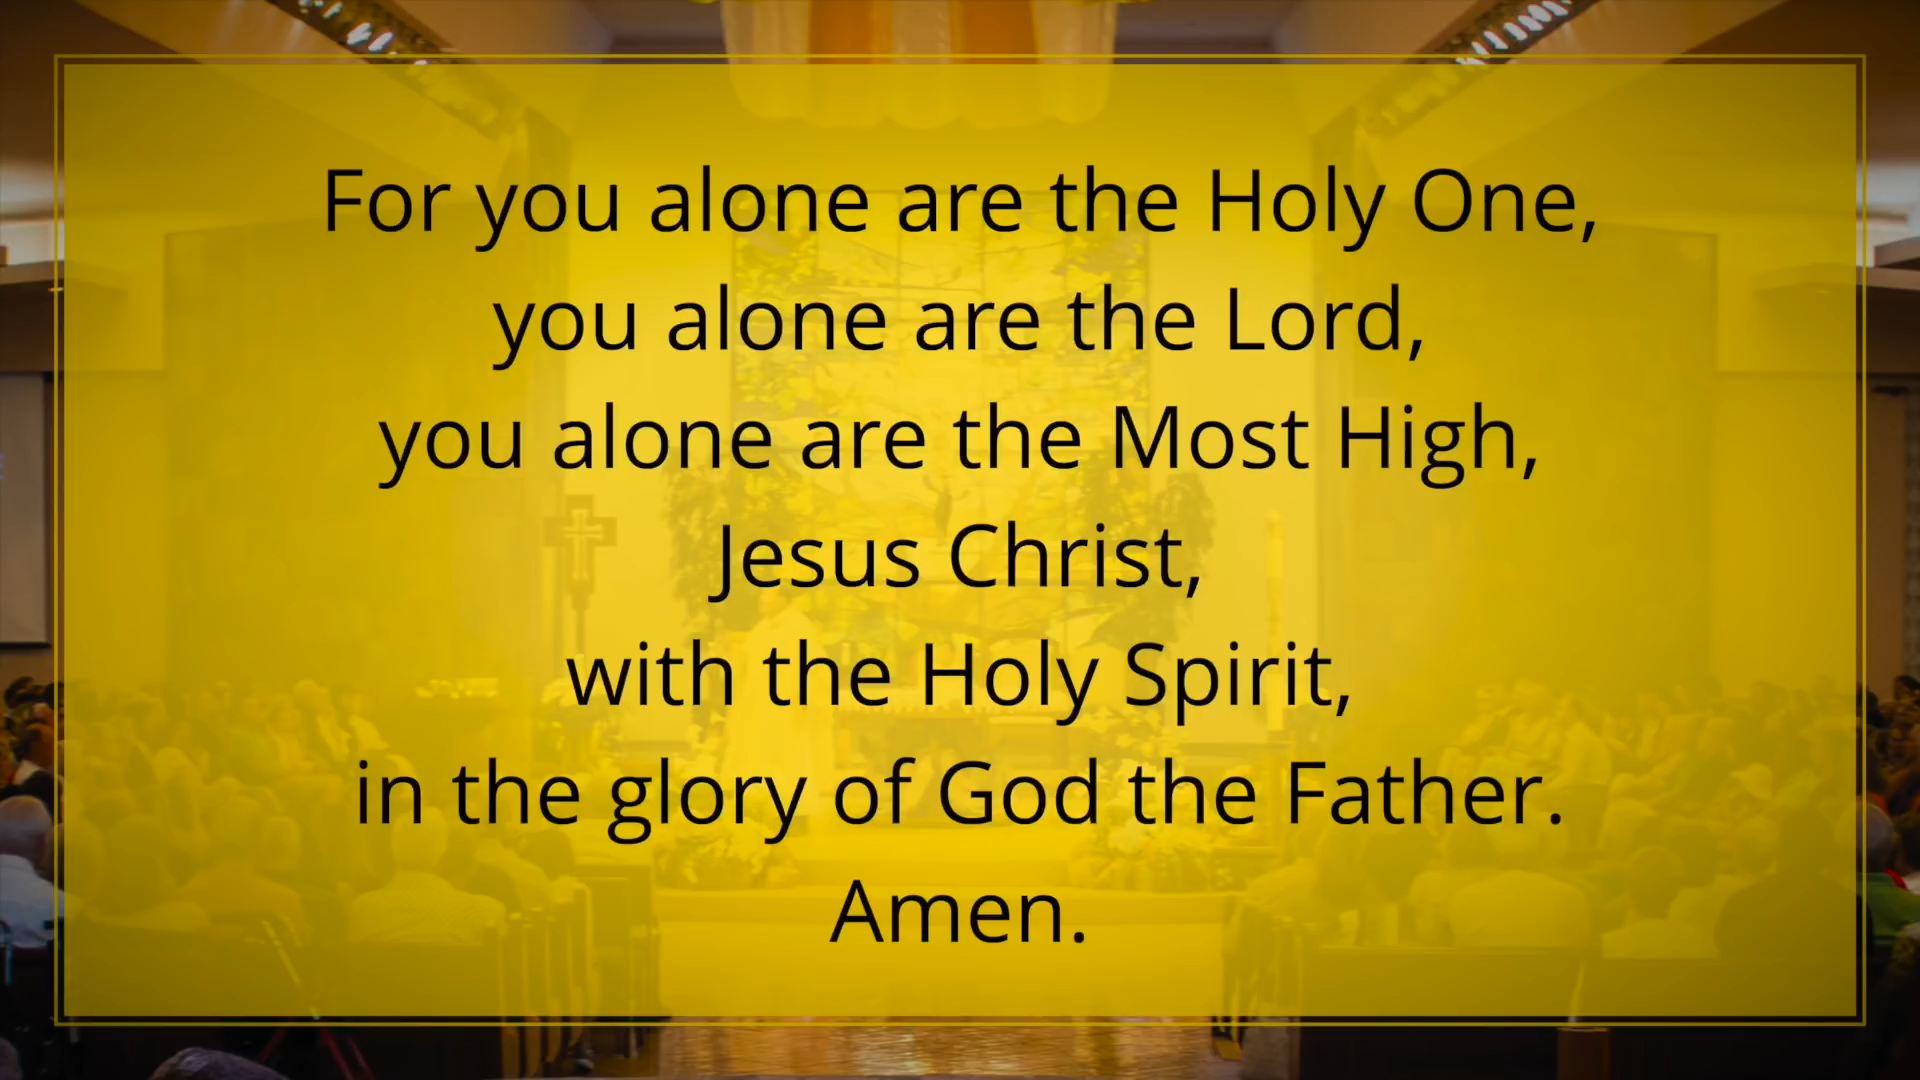 For you alone are the Holy One,
you alone are the Lord,
you alone are the Most High,
Jesus Christ,
with the Holy Spirit,
in the glory of God the Father.
Amen.